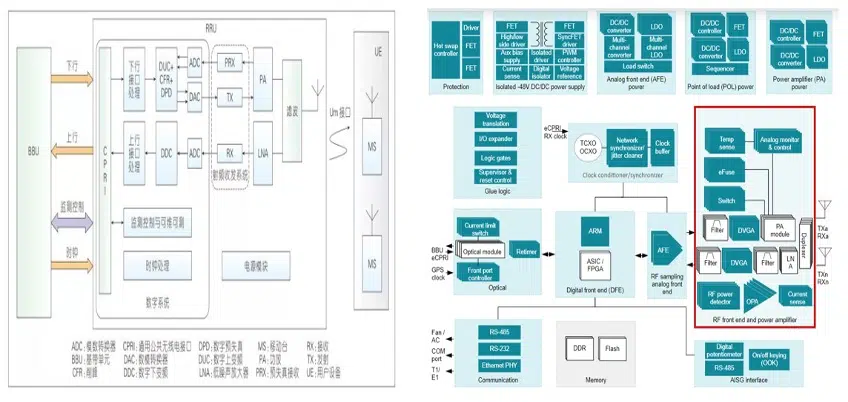 RRU
UE
下行
上行
监测控制
时钟
BBU
CPRI
下行
接口
处理
DUC+
CFR+
DPD
ADC
DAC
PRX
TX
PA
滤波
Um 接口
上行
接口
处理
DDC
ADC
RX
LNA
射频收发系统
MS
MS
监测控制与可维可测
时钟处理
电源模块
数字系统
ADC: 模数转换器
CPRI: 通用公共无线电接口
DPD: 数字预失真
MS: 移动台
RX: 接收
BBU: 基带单元
DAC: 数模转换器
DUC: 数字上变频
PA: 功放
TX: 发射
CFR: 削峰
DDC: 数字下变频
LNA: 低噪声放大器
PRX: 预失真接收
UE: 用户设备
Hot swap
controller
Driver
FET
FET
Protection
FET
High/low
side driver
Aux bias
supply
Current
sense
FET
SyncFET
driver
PWM
controller
Digital
Isolator
Voltage
reference
Isolated -48V DC/DC power supply
DC/DC
converter
LDO
Multi-
channel
converter
Multi-
channel
LDO
Load switch
Analog front end (AFE)
power
DC/DC
controller
FET
DC/DC
converter
LDO
Sequencer
Point of load (POL) power
DC/DC
controller
FET
DC/DC
converter
LDO
Power amplifier (PA)
power
Voltage
translation
I/O expander
Logic gates
Supervisor &
reset control
Glue logic
eCPRI
RX clock
TCXO
OCXO
Network
synchronizer
jitter cleaner
Clock
buffer
Clock conditioner/synchronizer
Temp
sense
Analog monitor
& control
eFuse
Switch
Filter
DVGA
PA
module
Duplexer
TXa
RXa
Filter
DVGA
Filter
LN
A
TXn
RXn
RF power
detector
OPA
Current
sense
RF front end and power amplifier
Current limit
switch
BBU
eCPRI
Optical module
Retimer
GPS
clock
Front port
controller
Optical
ARM
ASIC /
FPGA
Digital front end (DFE)
AFE
RF sampling
analog front
end
Fan /
AC
COM
port
T1/
E1
RS-485
RS-232
Ethernet PHY
Communication
DDR
Flash
Memory
Digital
potentiometer
RS-485
On/off keying
(OOK)
AISG interface